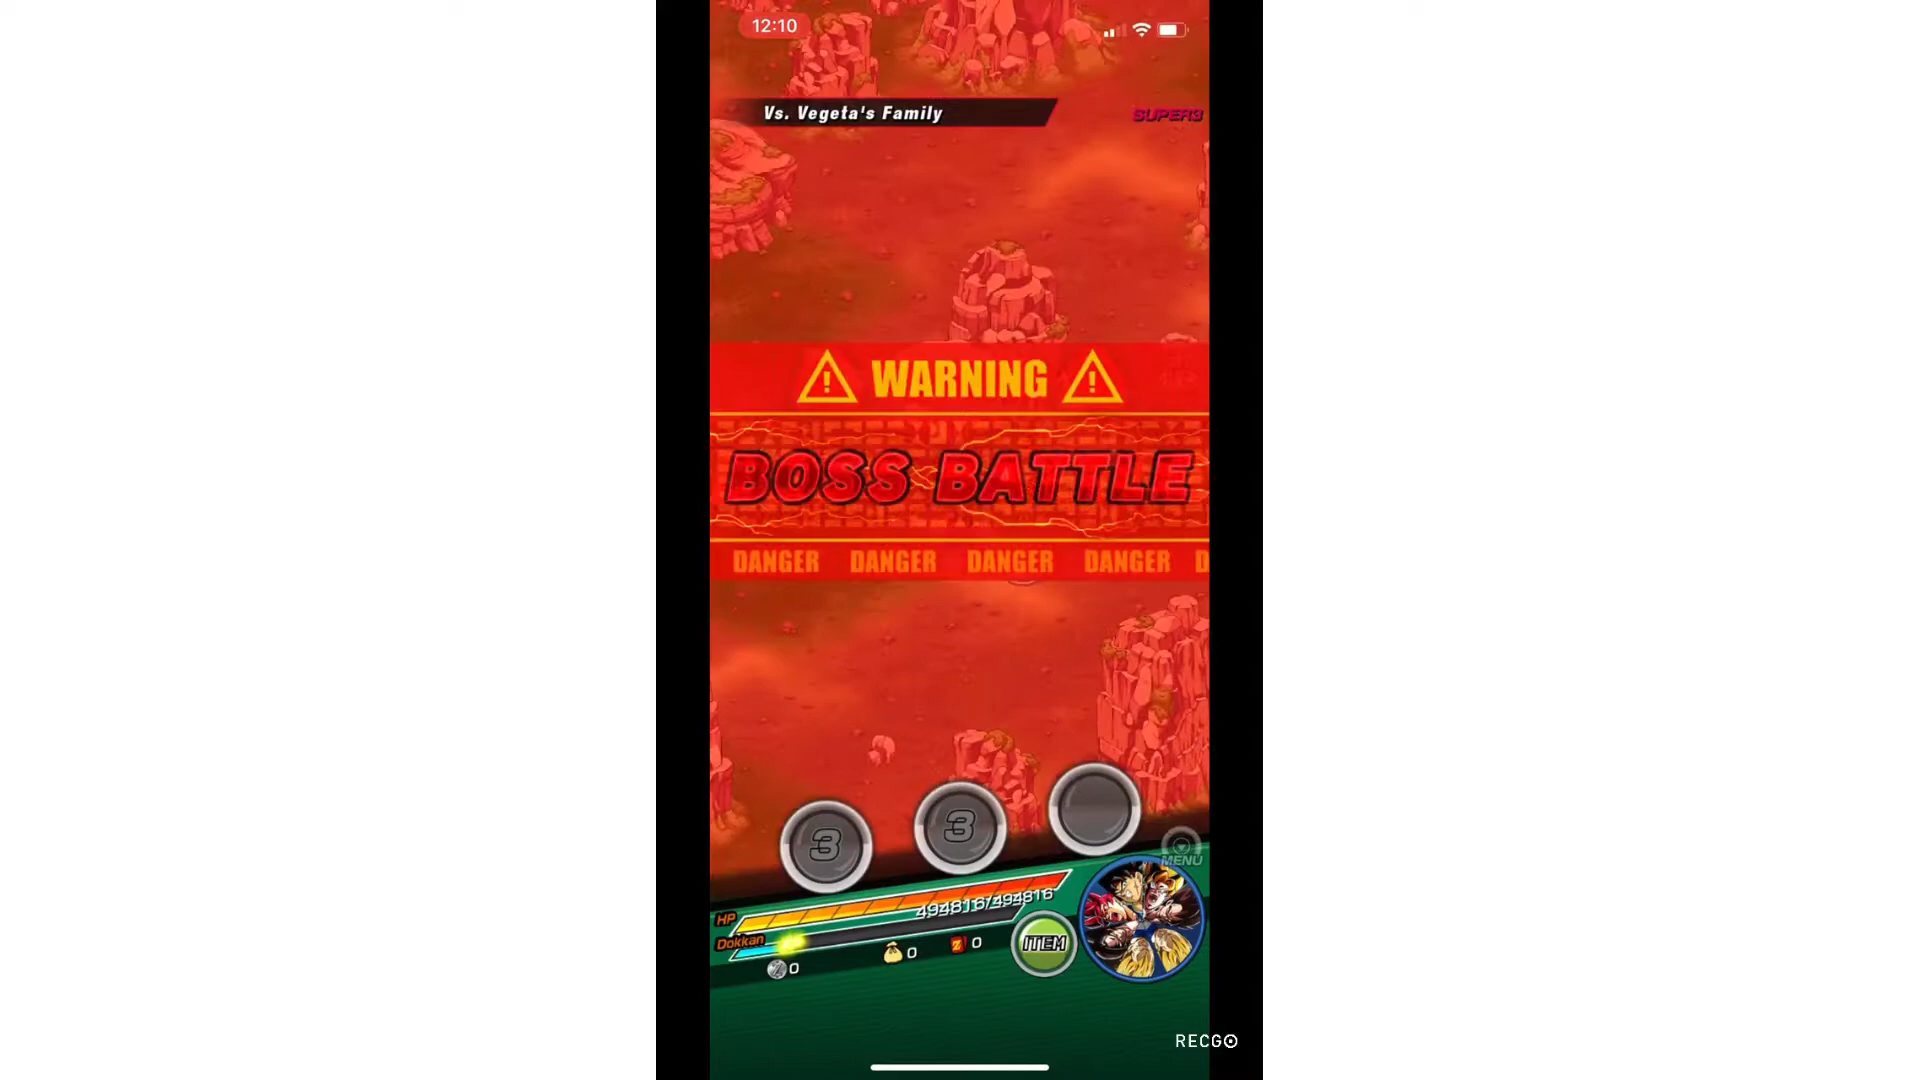 12:10
Vs. Vegeta's Family
SUPER3
WARNING
BOSS BATTLE
DANGER DANGER DANGER DANGER D
3 3
MENU
HP 494816/494816
Dokkan
0 0 0
ITEM
RECGO